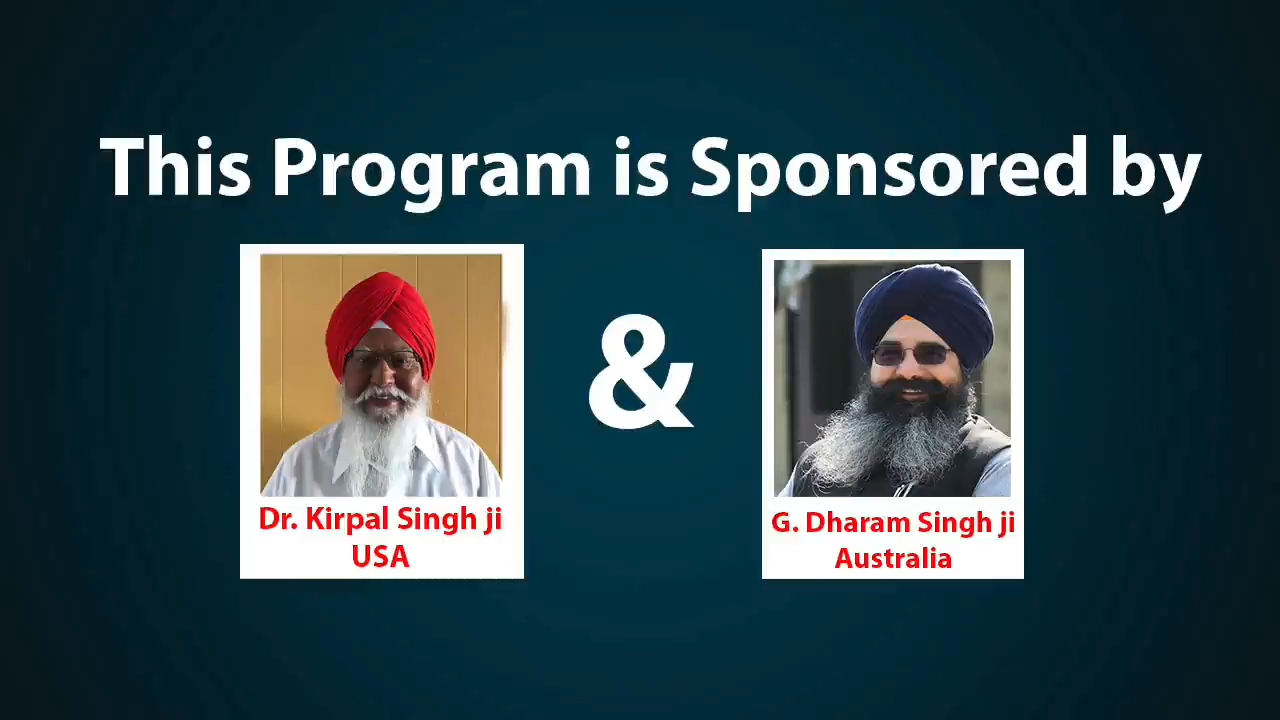 This Program is Sponsored by
&
Dr. Kirpal Singh ji
USA
G. Dharam Singh ji
Australia